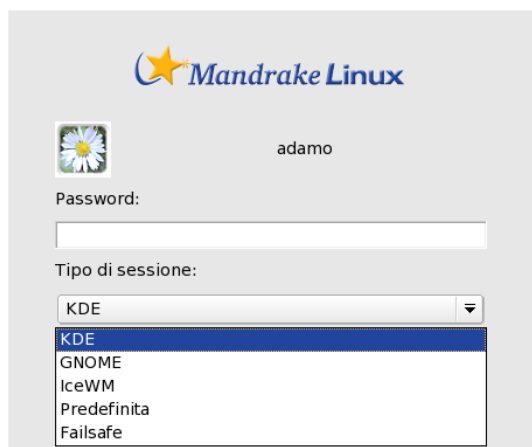 Mandrake Linux
adamo
Password:
Tipo di sessione:
KDE
KDE
GNOME
IceWM
Predefinita
Failsafe